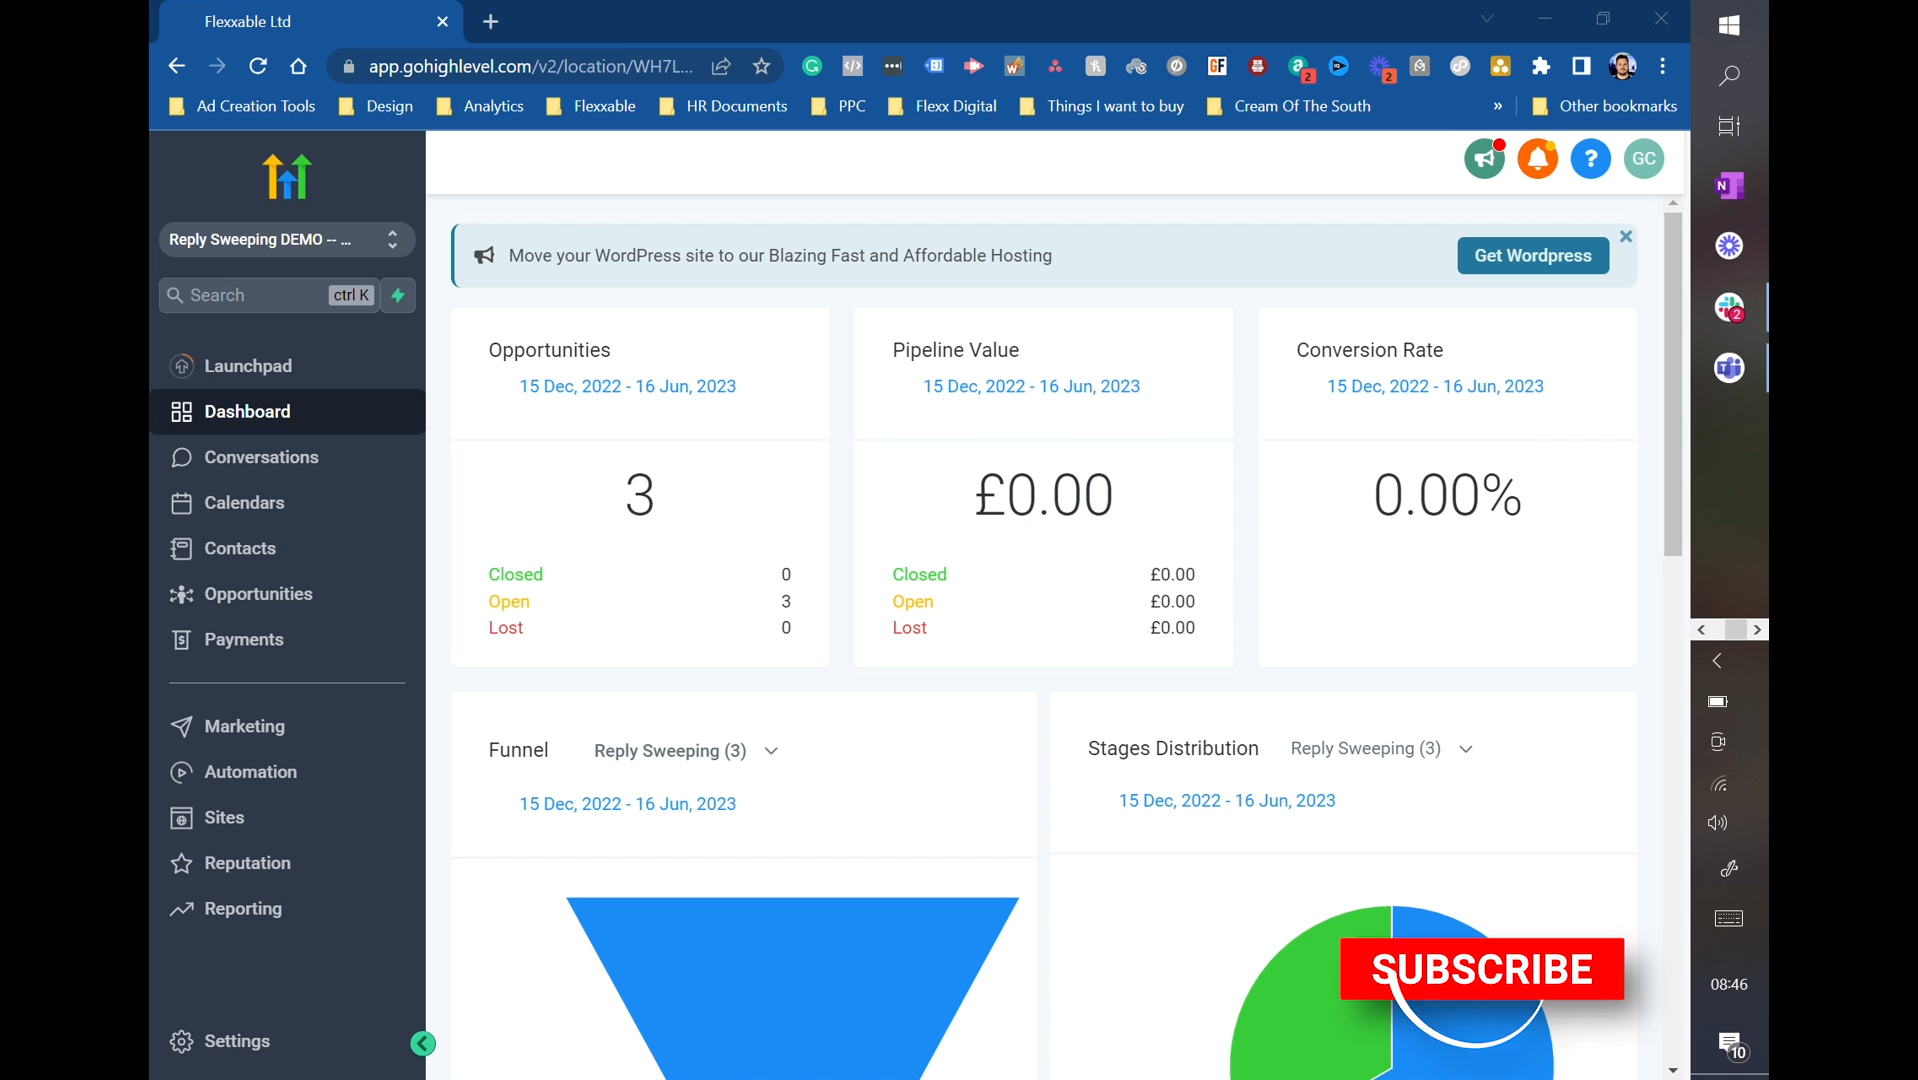 Flexxable Ltd
app.gohighlevel.com/v2/location/WH7L...
2
2
Ad Creation Tools
Design
Analytics
Flexxable
HR Documents
PPC
Flexx Digital
Things I want to buy
Cream Of The South
»
Other bookmarks
GC
Reply Sweeping DEMO -- ...
Search
ctrl K
Launchpad
Dashboard
Conversations
Calendars
Contacts
Opportunities
Payments
Marketing
Automation
Sites
Reputation
Reporting
Settings
Move your WordPress site to our Blazing Fast and Affordable Hosting
Get Wordpress
Opportunities
15 Dec, 2022 - 16 Jun, 2023
3
Closed 0
Open 3
Lost 0
Pipeline Value
15 Dec, 2022 - 16 Jun, 2023
£0.00
Closed £0.00
Open £0.00
Lost £0.00
Conversion Rate
15 Dec, 2022 - 16 Jun, 2023
0.00%
Funnel Reply Sweeping (3)
15 Dec, 2022 - 16 Jun, 2023
Stages Distribution Reply Sweeping (3)
15 Dec, 2022 - 16 Jun, 2023
SUBSCRIBE
N
2
T
08:46
10